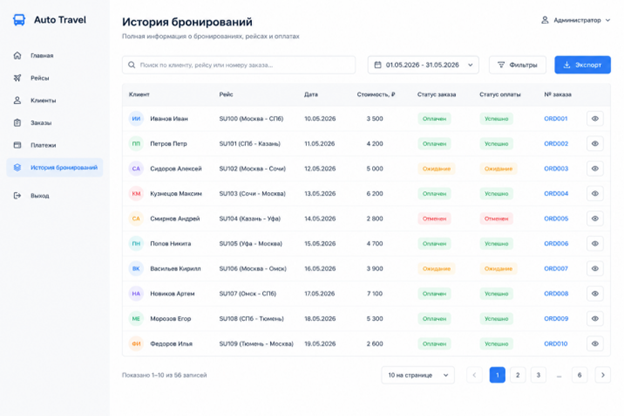 Auto Travel
Главная
Рейсы
Клиенты
Заказы
Платежи
История бронирований
Выход
История бронирований
Администратор
Полная информация о бронированиях, рейсах и оплатах
Поиск по клиенту, рейсу или номеру заказа...
01.05.2026 - 31.05.2026
Фильтры
Экспорт
Клиент Рейс Дата Стоимость, ₽ Статус заказа Статус оплаты № заказа
ИИ Иванов Иван SU100 (Москва - СПб) 10.05.2026 3 500 Оплачен Успешно ORD001
ПП Петров Петр SU101 (СПб - Казань) 11.05.2026 4 200 Оплачен Успешно ORD002
СА Сидоров Алексей SU102 (Москва - Сочи) 12.05.2026 5 000 Ожидание Ожидание ORD003
КМ Кузнецов Максим SU103 (Сочи - Москва) 13.05.2026 6 200 Оплачен Успешно ORD004
СА Смирнов Андрей SU104 (Казань - Уфа) 14.05.2026 2 800 Отменен Отменен ORD005
ПН Попов Никита SU105 (Уфа - Москва) 15.05.2026 4 700 Оплачен Успешно ORD006
ВК Васильев Кирилл SU106 (Москва - Омск) 16.05.2026 3 900 Ожидание Ожидание ORD007
НА Новиков Артем SU107 (Омск - СПб) 17.05.2026 7 100 Оплачен Успешно ORD008
МЕ Морозов Егор SU108 (СПб - Тюмень) 18.05.2026 5 300 Оплачен Успешно ORD009
ФИ Федоров Илья SU109 (Тюмень - Москва) 19.05.2026 2 600 Оплачен Успешно ORD010
Показано 1-10 из 56 записей
10 на странице
1 2 3 ... 6